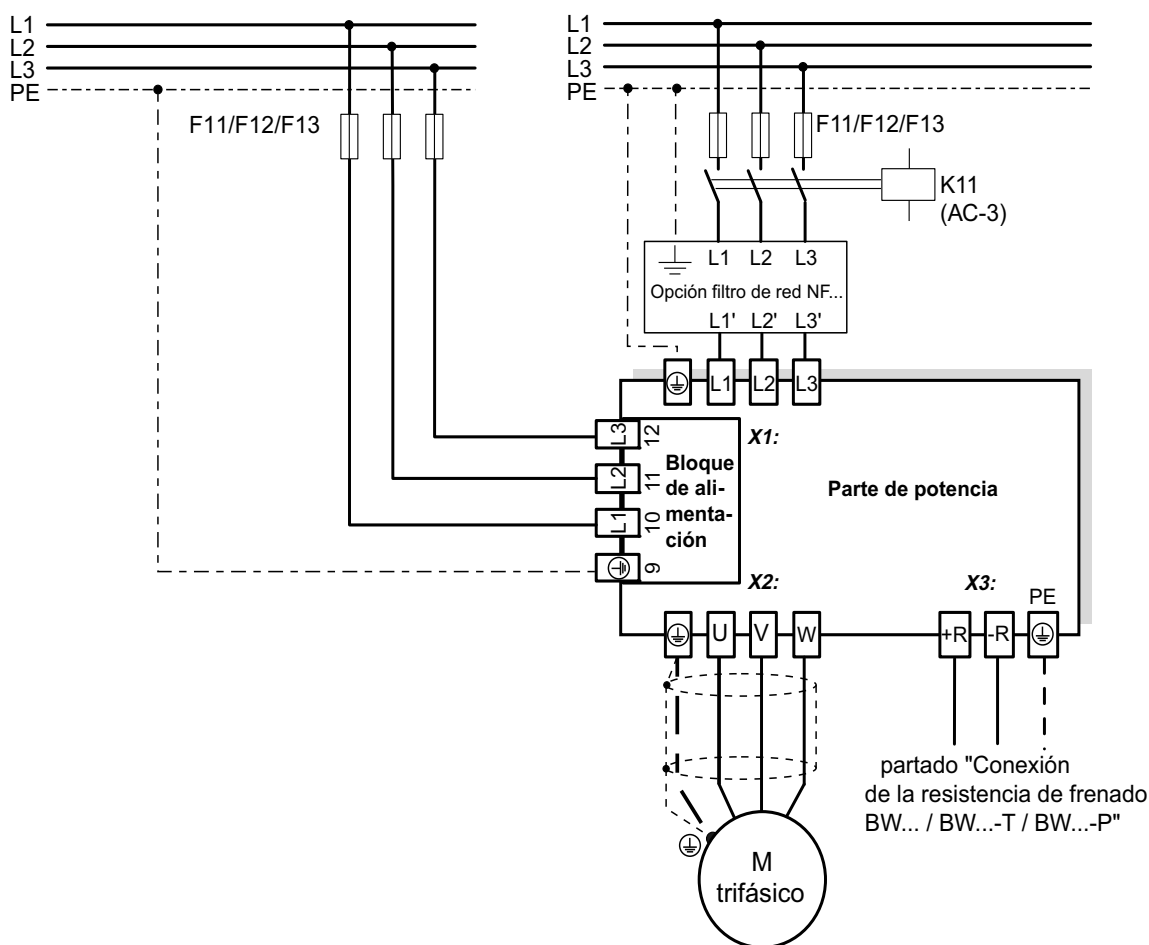 L1
L2
L3
PE
F11/F12/F13
L1
L2
L3
PE
F11/F12/F13
K11
(AC-3)
L1 L2 L3
Opción filtro de red NF...
L1' L2' L3'
L1 L2 L3
X1:
L3 12
L2 11
L1 10
9
Bloque
de ali-
menta-
ción
Parte de potencia
X2:
X3:
PE
U V W
+R -R
partado "Conexión
de la resistencia de frenado
BW... / BW...-T / BW...-P"
M
trifásico